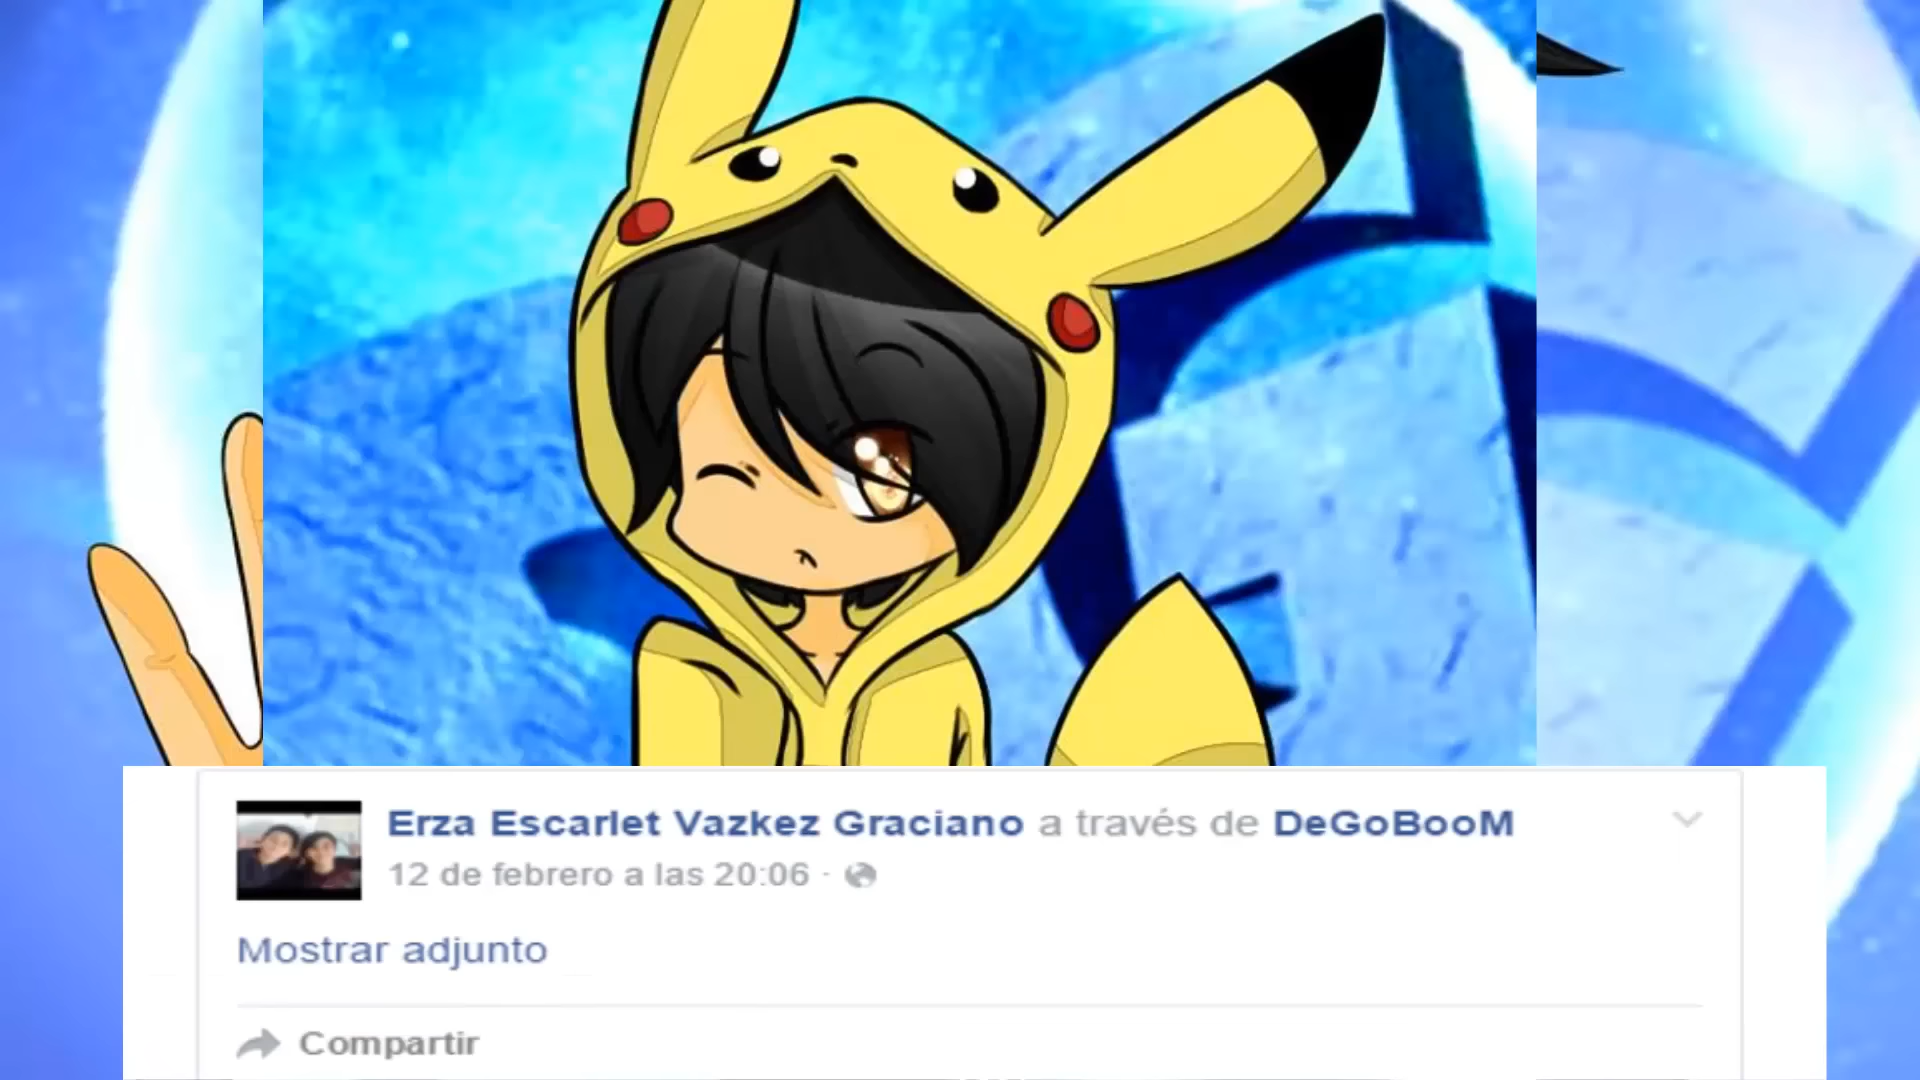 Erza Escarlet Vazkez Graciano a través de DeGoBooM
12 de febrero a las 20:06 ·
Mostrar adjunto
Compartir